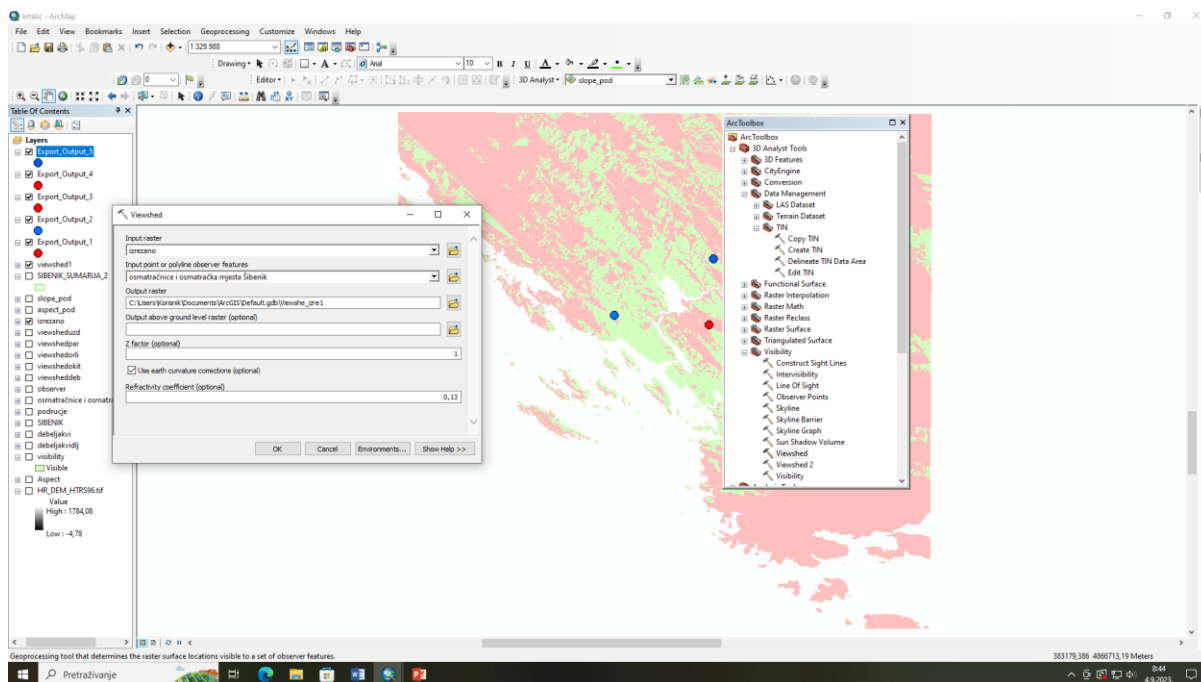 krtalic - ArcMap
File Edit View Bookmarks Insert Selection Geoprocessing Customize Windows Help
1:329.988
Drawing
Arial
10
B I U A
0
Editor
3D Analyst
slope_pod
Table Of Contents
Layers
Export_Output_5
Export_Output_4
Export_Output_3
Export_Output_2
Export_Output_1
viewshed1
SIBENIK_SUMARIJA_2
slope_pod
aspect_pod
izrezano
viewsheduzd
viewshedpar
viewshedorli
viewshedokit
viewsheddeb
observer
osmatračnice i osmatra
podrucje
SIBENIK
debeljakvi
debeljakvidlj
visibility
Visible
Aspect
HR_DEM_HTRS96.tif
Value
High : 1784,08
Low : -4,78
Viewshed
Input raster
izrezano
Input point or polyline observer features
osmatračnice i osmatračka mjesta Šibenik
Output raster
C:\Users\Korisnik\Documents\ArcGIS\Default.gdb\Viewshe_izre1
Output above ground level raster (optional)
Z factor (optional)
1
Use earth curvature corrections (optional)
Refractivity coefficient (optional)
0,13
OK
Cancel
Environments...
Show Help >>
ArcToolbox
ArcToolbox
3D Analyst Tools
3D Features
CityEngine
Conversion
Data Management
LAS Dataset
Terrain Dataset
TIN
Copy TIN
Create TIN
Delineate TIN Data Area
Edit TIN
Functional Surface
Raster Interpolation
Raster Math
Raster Reclass
Raster Surface
Triangulated Surface
Visibility
Construct Sight Lines
Intervisibility
Line Of Sight
Observer Points
Skyline
Skyline Barrier
Skyline Graph
Sun Shadow Volume
Viewshed
Viewshed 2
Visibility
Geoprocessing tool that determines the raster surface locations visible to a set of observer features.
383179,386 4866713,19 Meters
Pretraživanje
8:44
4.9.2023.